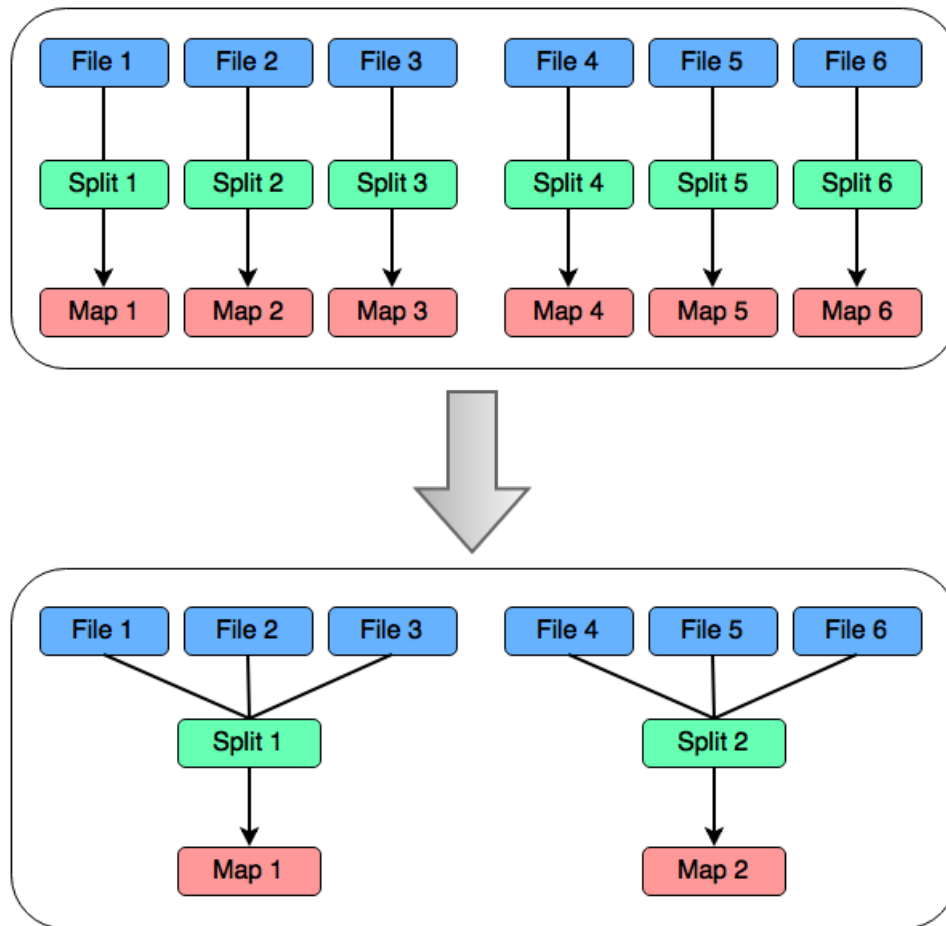 File 1 File 2 File 3 File 4 File 5 File 6
Split 1 Split 2 Split 3 Split 4 Split 5 Split 6
Map 1 Map 2 Map 3 Map 4 Map 5 Map 6
File 1 File 2 File 3 File 4 File 5 File 6
Split 1 Split 2
Map 1 Map 2